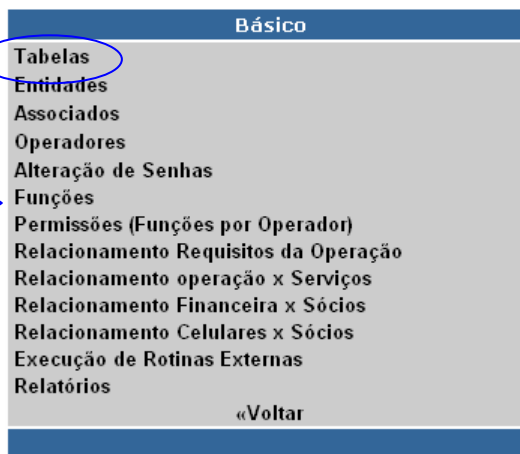 Básico
Tabelas
Entidades
Associados
Operadores
Alteração de Senhas
Funções
Permissões (Funções por Operador)
Relacionamento Requisitos da Operação
Relacionamento operação x Serviços
Relacionamento Financeira x Sócios
Relacionamento Celulares x Sócios
Execução de Rotinas Externas
Relatórios
«Voltar